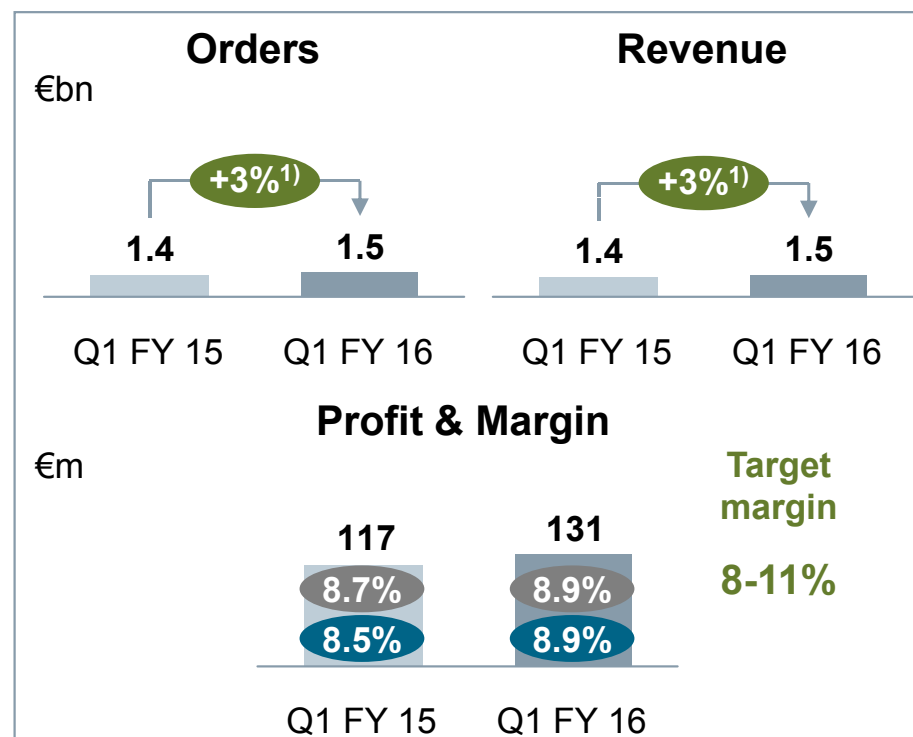 Orders
Revenue
€bn
+3%1)
+3%1)
1.4
1.5
1.4
1.5
Q1 FY 15
Q1 FY 16
Q1 FY 15
Q1 FY 16
Profit & Margin
€m
Target
margin
117
131
8-11%
8.7%
8.9%
8.5%
8.9%
Q1 FY 15
Q1 FY 16